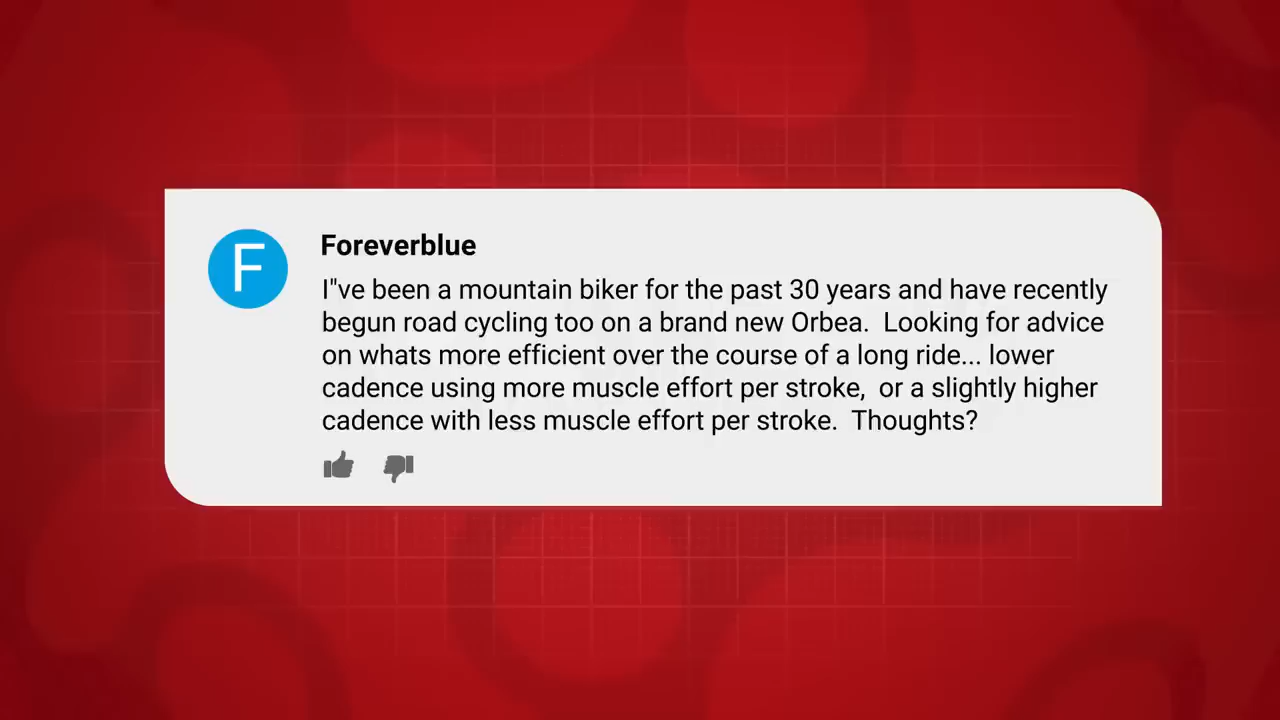 F
Foreverblue
I"ve been a mountain biker for the past 30 years and have recently
begun road cycling too on a brand new Orbea.  Looking for advice
on whats more efficient over the course of a long ride... lower
cadence using more muscle effort per stroke,  or a slightly higher
cadence with less muscle effort per stroke.  Thoughts?